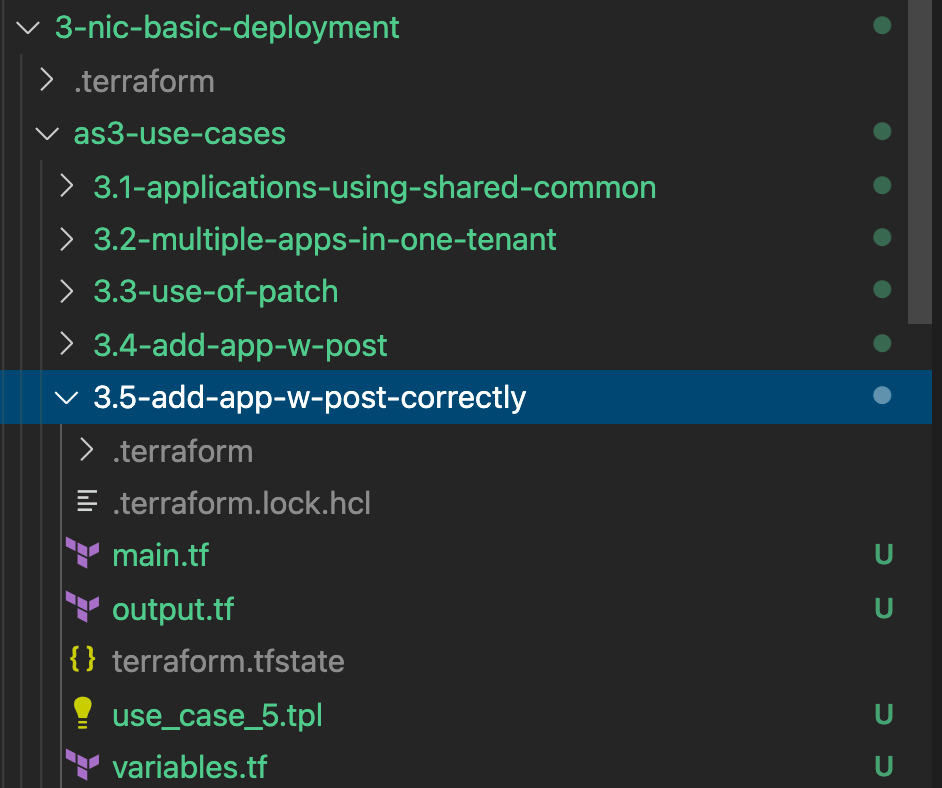 3-nic-basic-deployment
.terraform
as3-use-cases
3.1-applications-using-shared-common
3.2-multiple-apps-in-one-tenant
3.3-use-of-patch
3.4-add-app-w-post
3.5-add-app-w-post-correctly
.terraform
.terraform.lock.hcl
main.tf U
output.tf U
{} terraform.tfstate
use_case_5.tpl U
variables.tf U